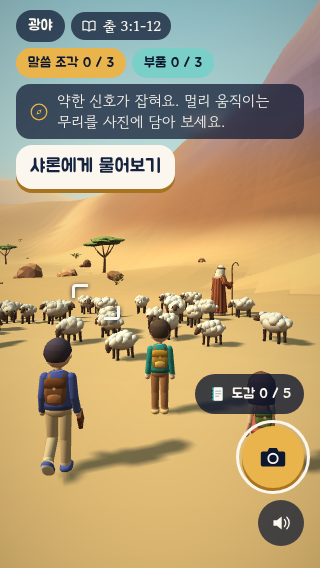 광야
출 3:1-12
말씀 조각 0 / 3
부품 0 / 3
약한 신호가 잡혀요. 멀리 움직이는
무리를 사진에 담아 보세요.
샤론에게 물어보기
도감 0 / 5